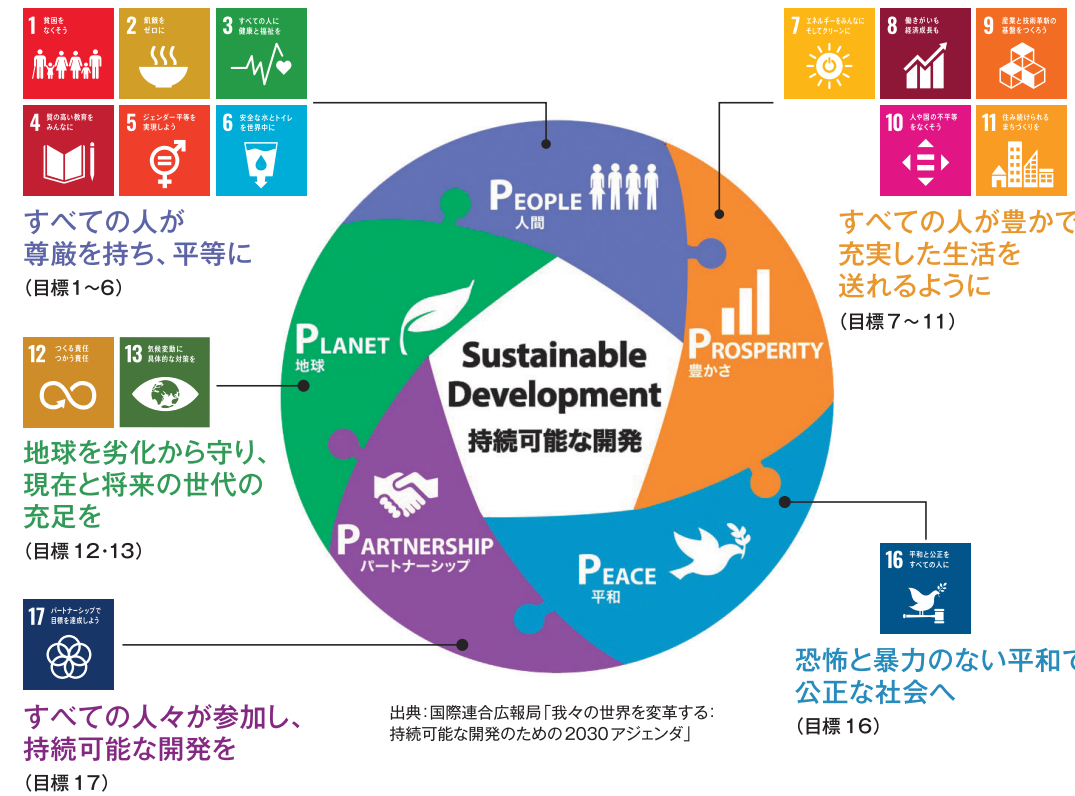 1 貧困を
なくそう
2 飢餓を
ゼロに
3 すべての人に
健康と福祉を
4 質の高い教育を
みんなに
5 ジェンダー平等を
実現しよう
6 安全な水とトイレ
を世界中に
すべての人が
尊厳を持ち、平等に
（目標1～6）
7 エネルギーをみんなに
そしてクリーンに
8 働きがいも
経済成長も
9 産業と技術革新の
基盤をつくろう
10 人や国の不平等
をなくそう
11 住み続けられる
まちづくりを
すべての人が豊かで
充実した生活を
送れるように
（目標7～11）
PEOPLE
人間
PROSPERITY
豊かさ
PLANET
地球
Sustainable
Development
持続可能な開発
PARTNERSHIP
パートナーシップ
PEACE
平和
12 つくる責任
つかう責任
13 気候変動に
具体的な対策を
地球を劣化から守り、
現在と将来の世代の
充足を
（目標12・13）
16 平和と公正を
すべての人に
恐怖と暴力のない平和で
公正な社会へ
（目標16）
17 パートナーシップで
目標を達成しよう
すべての人々が参加し、
持続可能な開発を
（目標17）
出典：国際連合広報局「我々の世界を変革する：
持続可能な開発のための2030アジェンダ」